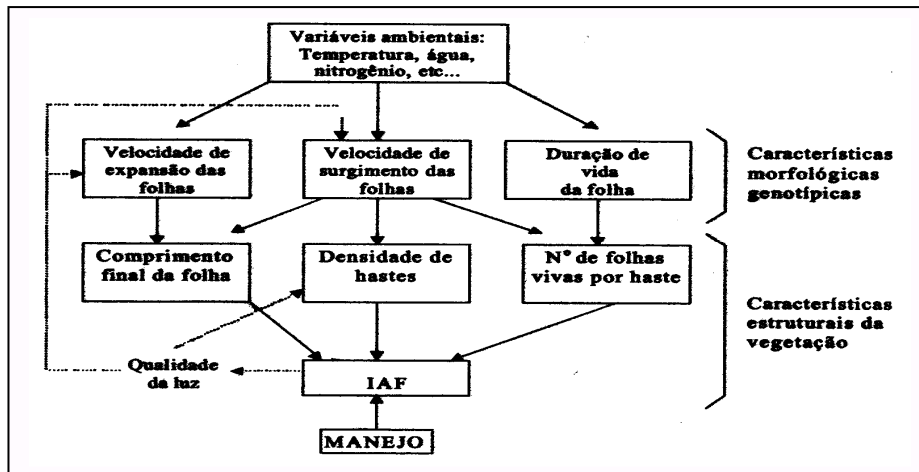 Variáveis ambientais:
Temperatura, água,
nitrogênio, etc...
Velocidade de
expansão das
folhas
Velocidade de
surgimento das
folhas
Duração de
vida
da folha
Características
morfológicas
genotípicas
Comprimento
final da folha
Densidade de
hastes
N° de folhas
vivas por haste
Características
estruturais da
vegetação
Qualidade
da luz
IAF
MANEJO